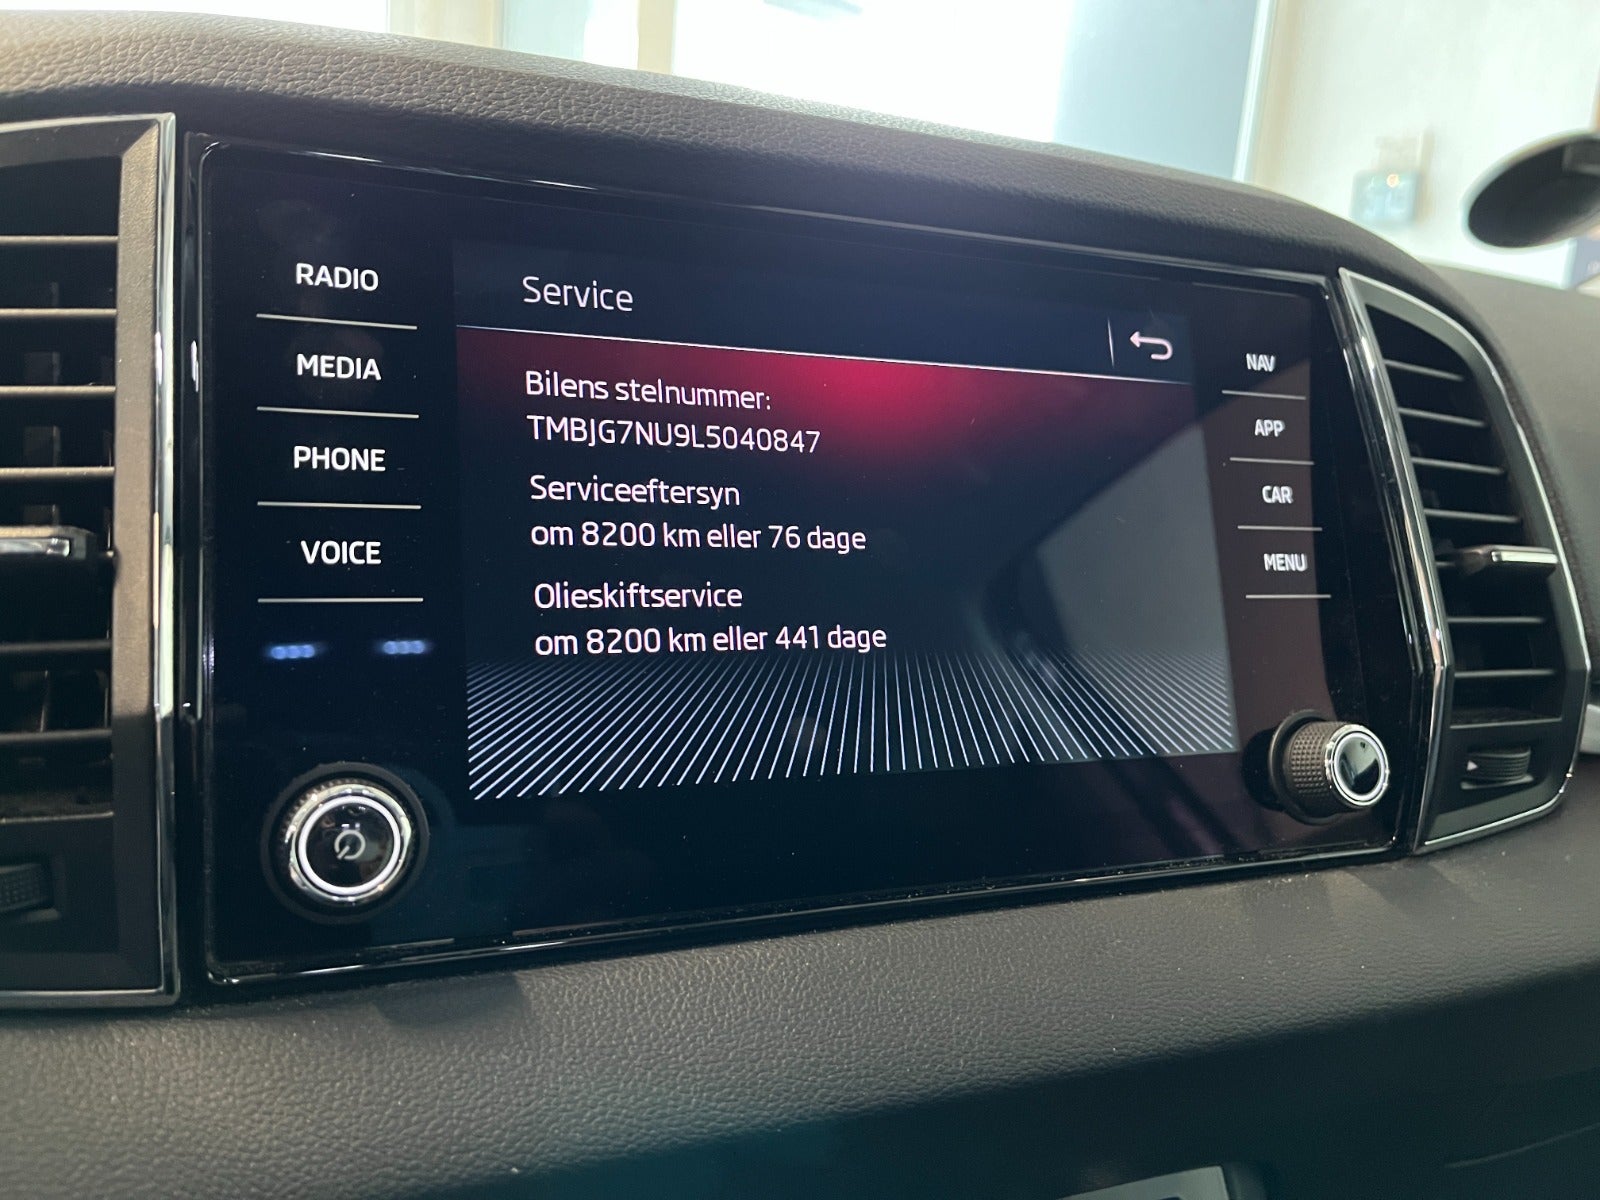 RADIO
MEDIA
PHONE
VOICE
Service
Bilens stelnummer:
TMBJG7NU9L5040847
Serviceeftersyn
om 8200 km eller 76 dage
Olieskiftservice
om 8200 km eller 441 dage
NAV
APP
CAR
MENU